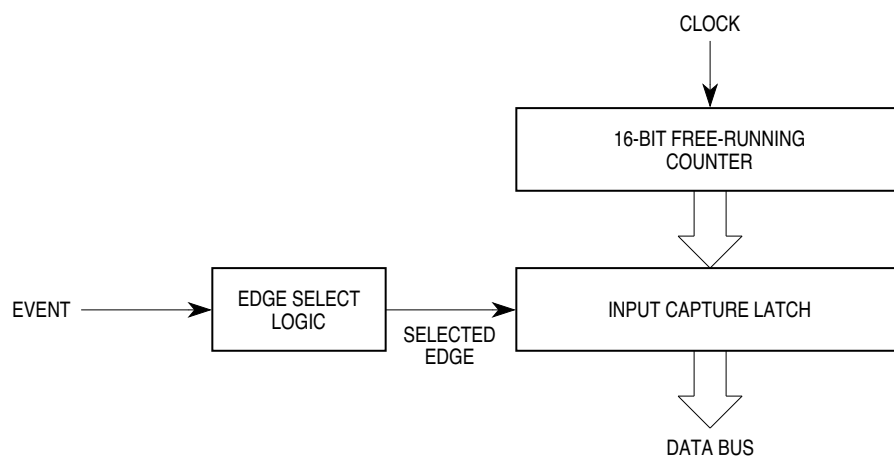 CLOCK
16-BIT FREE-RUNNING
COUNTER
EVENT
EDGE SELECT
LOGIC
SELECTED
EDGE
INPUT CAPTURE LATCH
DATA BUS